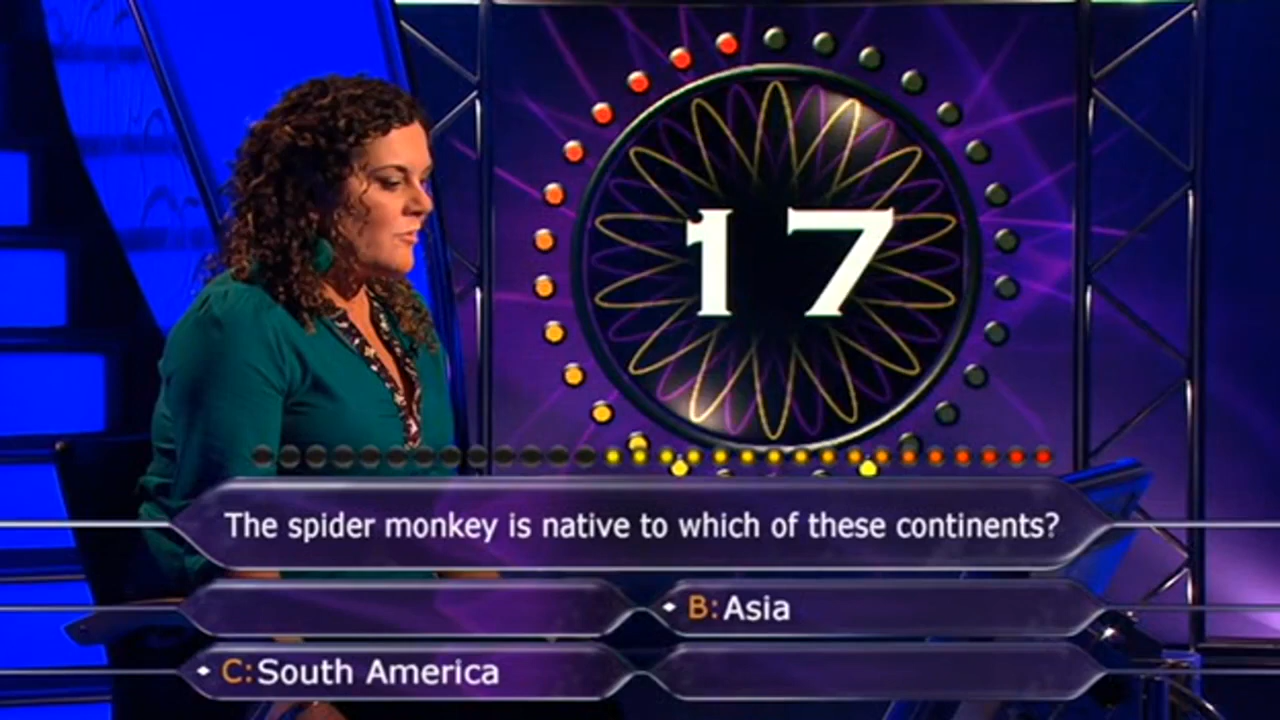 17
The spider monkey is native to which of these continents?
B: Asia
C: South America